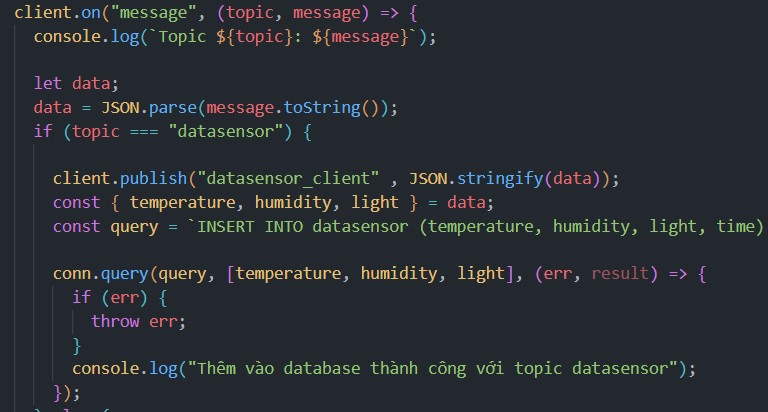 client.on("message", (topic, message) => {
console.log(`Topic ${topic}: ${message}`);
let data;
data = JSON.parse(message.toString());
if (topic === "datasensor") {
client.publish("datasensor_client" , JSON.stringify(data));
const { temperature, humidity, light } = data;
const query = `INSERT INTO datasensor (temperature, humidity, light, time)
conn.query(query, [temperature, humidity, light], (err, result) => {
if (err) {
throw err;
}
console.log("Thêm vào database thành công với topic datasensor");
});